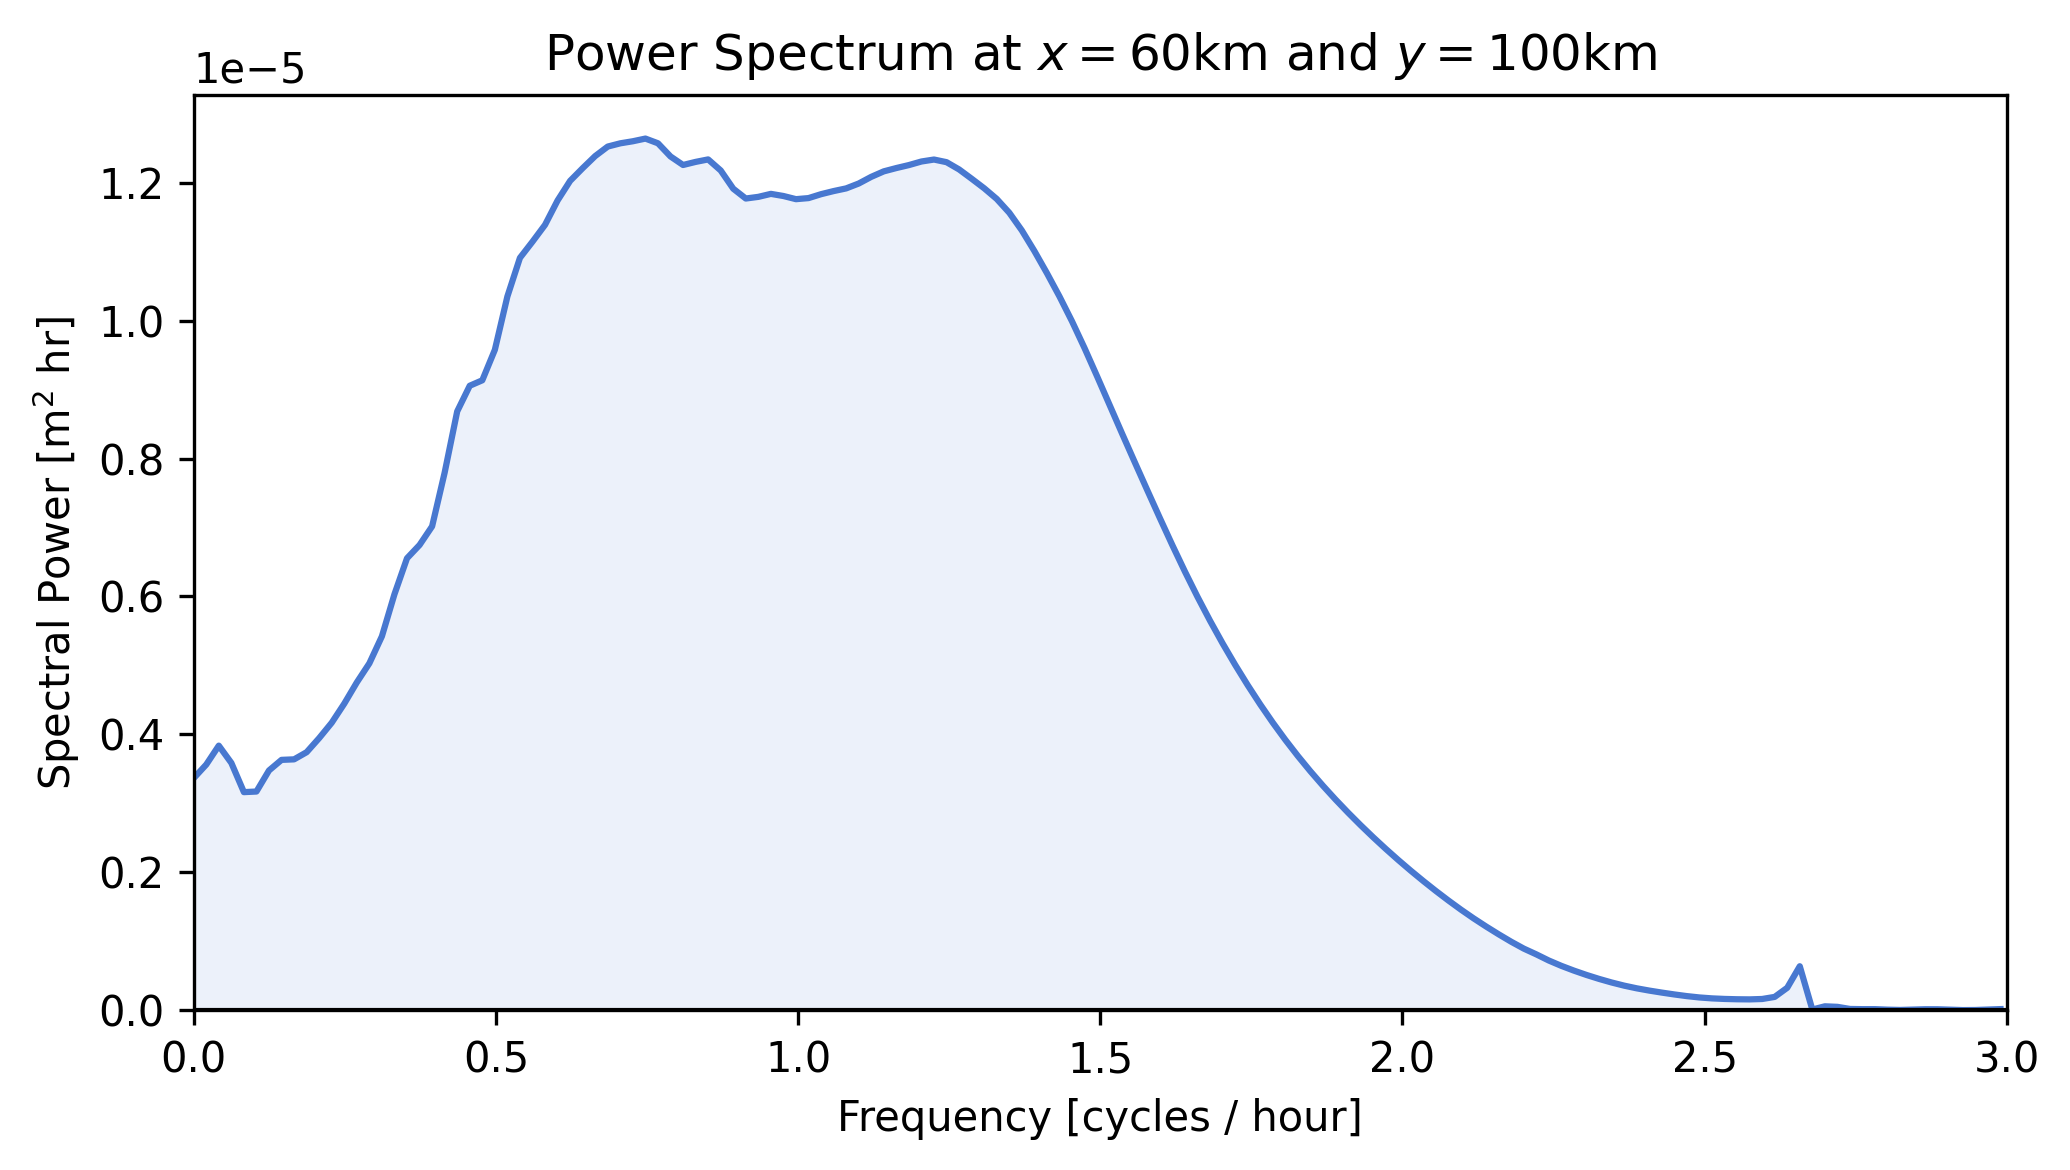 Power Spectrum at x = 60km and y = 100km
1e−5
1.2
1.0
0.8
0.6
0.4
0.2
0.0
Spectral Power [m² hr]
0.0 0.5 1.0 1.5 2.0 2.5 3.0
Frequency [cycles / hour]